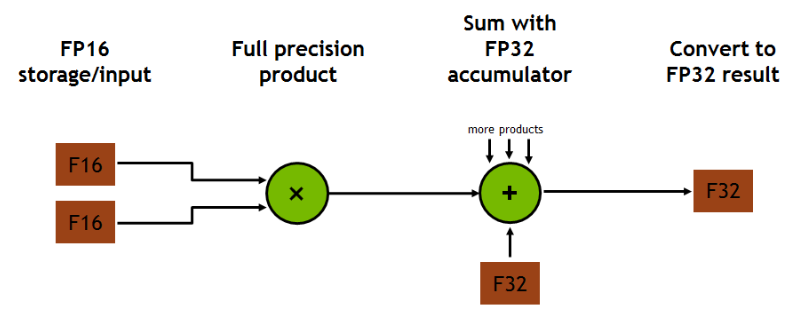 FP16
storage/input
Full precision
product
Sum with
FP32
accumulator
Convert to
FP32 result
more products
F16
F16
×
+
F32
F32